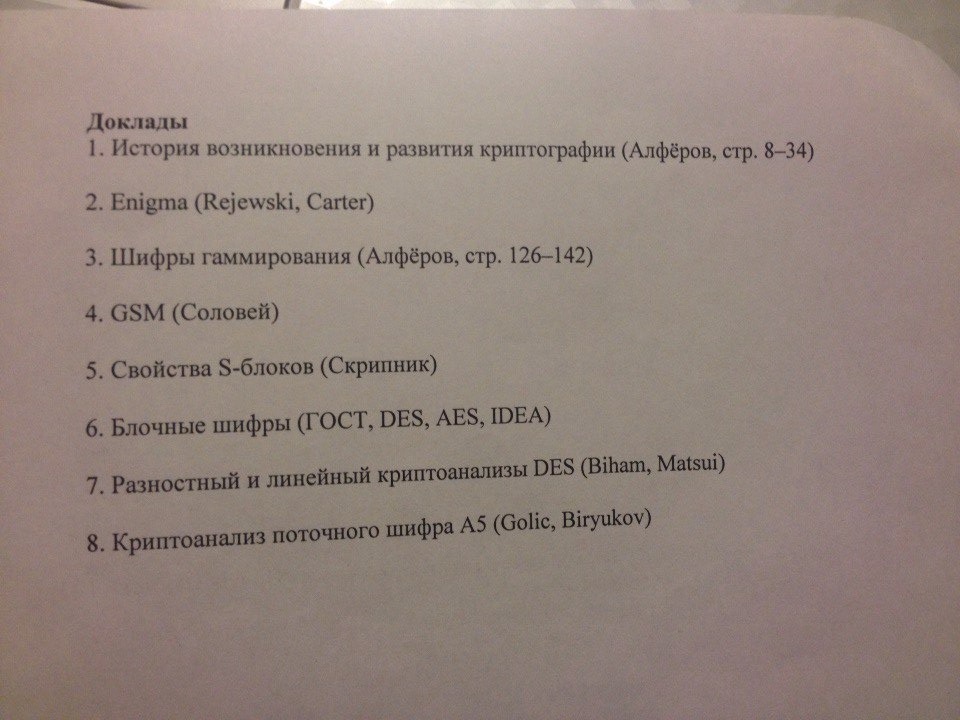 Доклады
1. История возникновения и развития криптографии (Алфёров, стр. 8–34)
2. Enigma (Rejewski, Carter)
3. Шифры гаммирования (Алфёров, стр. 126–142)
4. GSM (Соловей)
5. Свойства S-блоков (Скрипник)
6. Блочные шифры (ГОСТ, DES, AES, IDEA)
7. Разностный и линейный криптоанализы DES (Biham, Matsui)
8. Криптоанализ поточного шифра A5 (Golic, Biryukov)